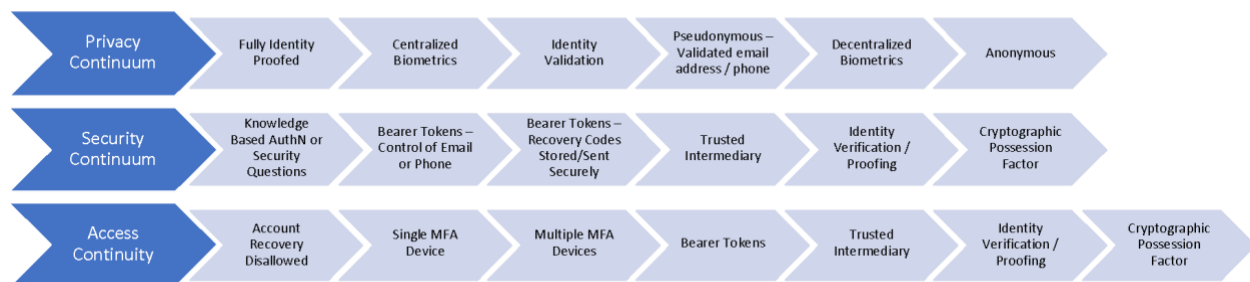 Privacy
Continuum
Fully Identity
Proofed
Centralized
Biometrics
Identity
Validation
Pseudonymous –
Validated email
address / phone
Decentralized
Biometrics
Anonymous
Security
Continuum
Knowledge
Based AuthN or
Security
Questions
Bearer Tokens –
Control of Email
or Phone
Bearer Tokens –
Recovery Codes
Stored/Sent
Securely
Trusted
Intermediary
Identity
Verification /
Proofing
Cryptographic
Possession
Factor
Access
Continuity
Account
Recovery
Disallowed
Single MFA
Device
Multiple MFA
Devices
Bearer Tokens
Trusted
Intermediary
Identity
Verification /
Proofing
Cryptographic
Possession
Factor